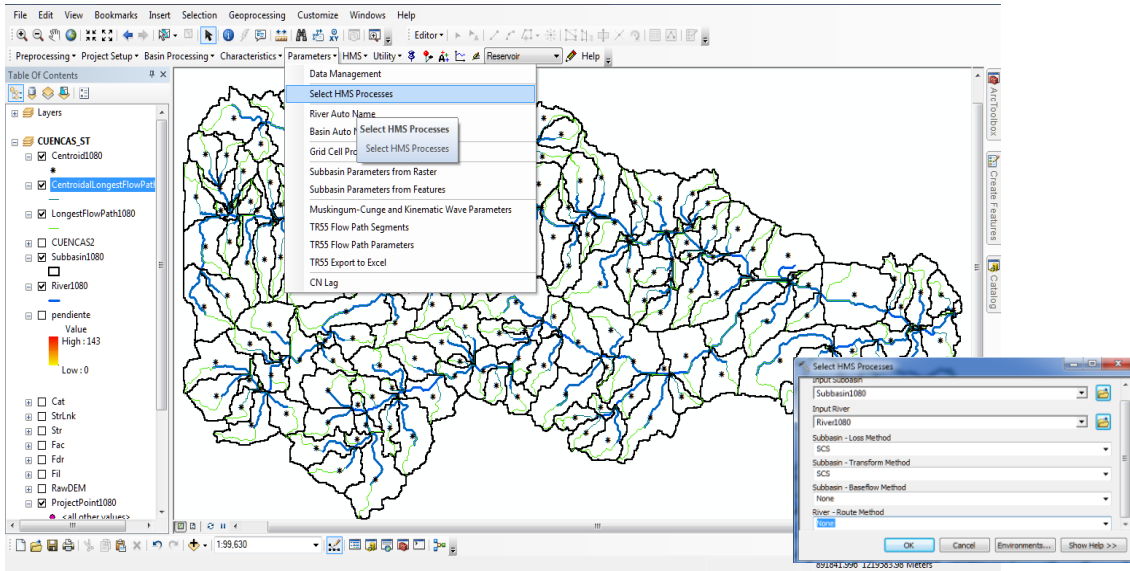 File Edit View Bookmarks Insert Selection Geoprocessing Customize Windows Help
Editor
Preprocessing Project Setup Basin Processing Characteristics Parameters HMS Utility Reservoir Help
Table Of Contents
Layers
CUENCAS_ST
Centroid1080
CentroidalLongestFlowPat
LongestFlowPath1080
CUENCAS2
Subbasin1080
River1080
pendiente
Value
High : 143
Low : 0
Cat
StrLnk
Str
Fac
Fdr
Fil
RawDEM
ProjectPoint1080
<all other values>
Data Management
Select HMS Processes
River Auto Name
Basin Auto N
Grid Cell Pro
Select HMS Processes
Select HMS Processes
Subbasin Parameters from Raster
Subbasin Parameters from Features
Muskingum-Cunge and Kinematic Wave Parameters
TR55 Flow Path Segments
TR55 Flow Path Parameters
TR55 Export to Excel
CN Lag
ArcToolbox
Create Features
Catalog
Select HMS Processes
Input Subbasin
Subbasin1080
Input River
River1080
Subbasin - Loss Method
SCS
Subbasin - Transform Method
SCS
Subbasin - Baseflow Method
None
River - Route Method
None
OK Cancel Environments... Show Help >>
1:99,630
891841.996 1219583.98 Meters